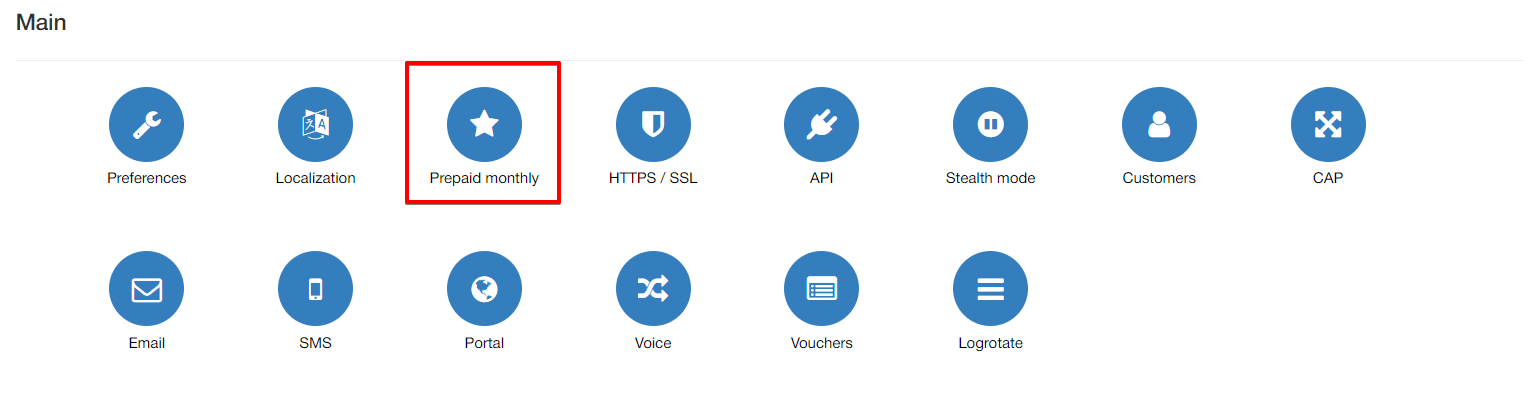 Main
Preferences Localization Prepaid monthly HTTPS / SSL API Stealth mode Customers CAP
Email SMS Portal Voice Vouchers Logrotate